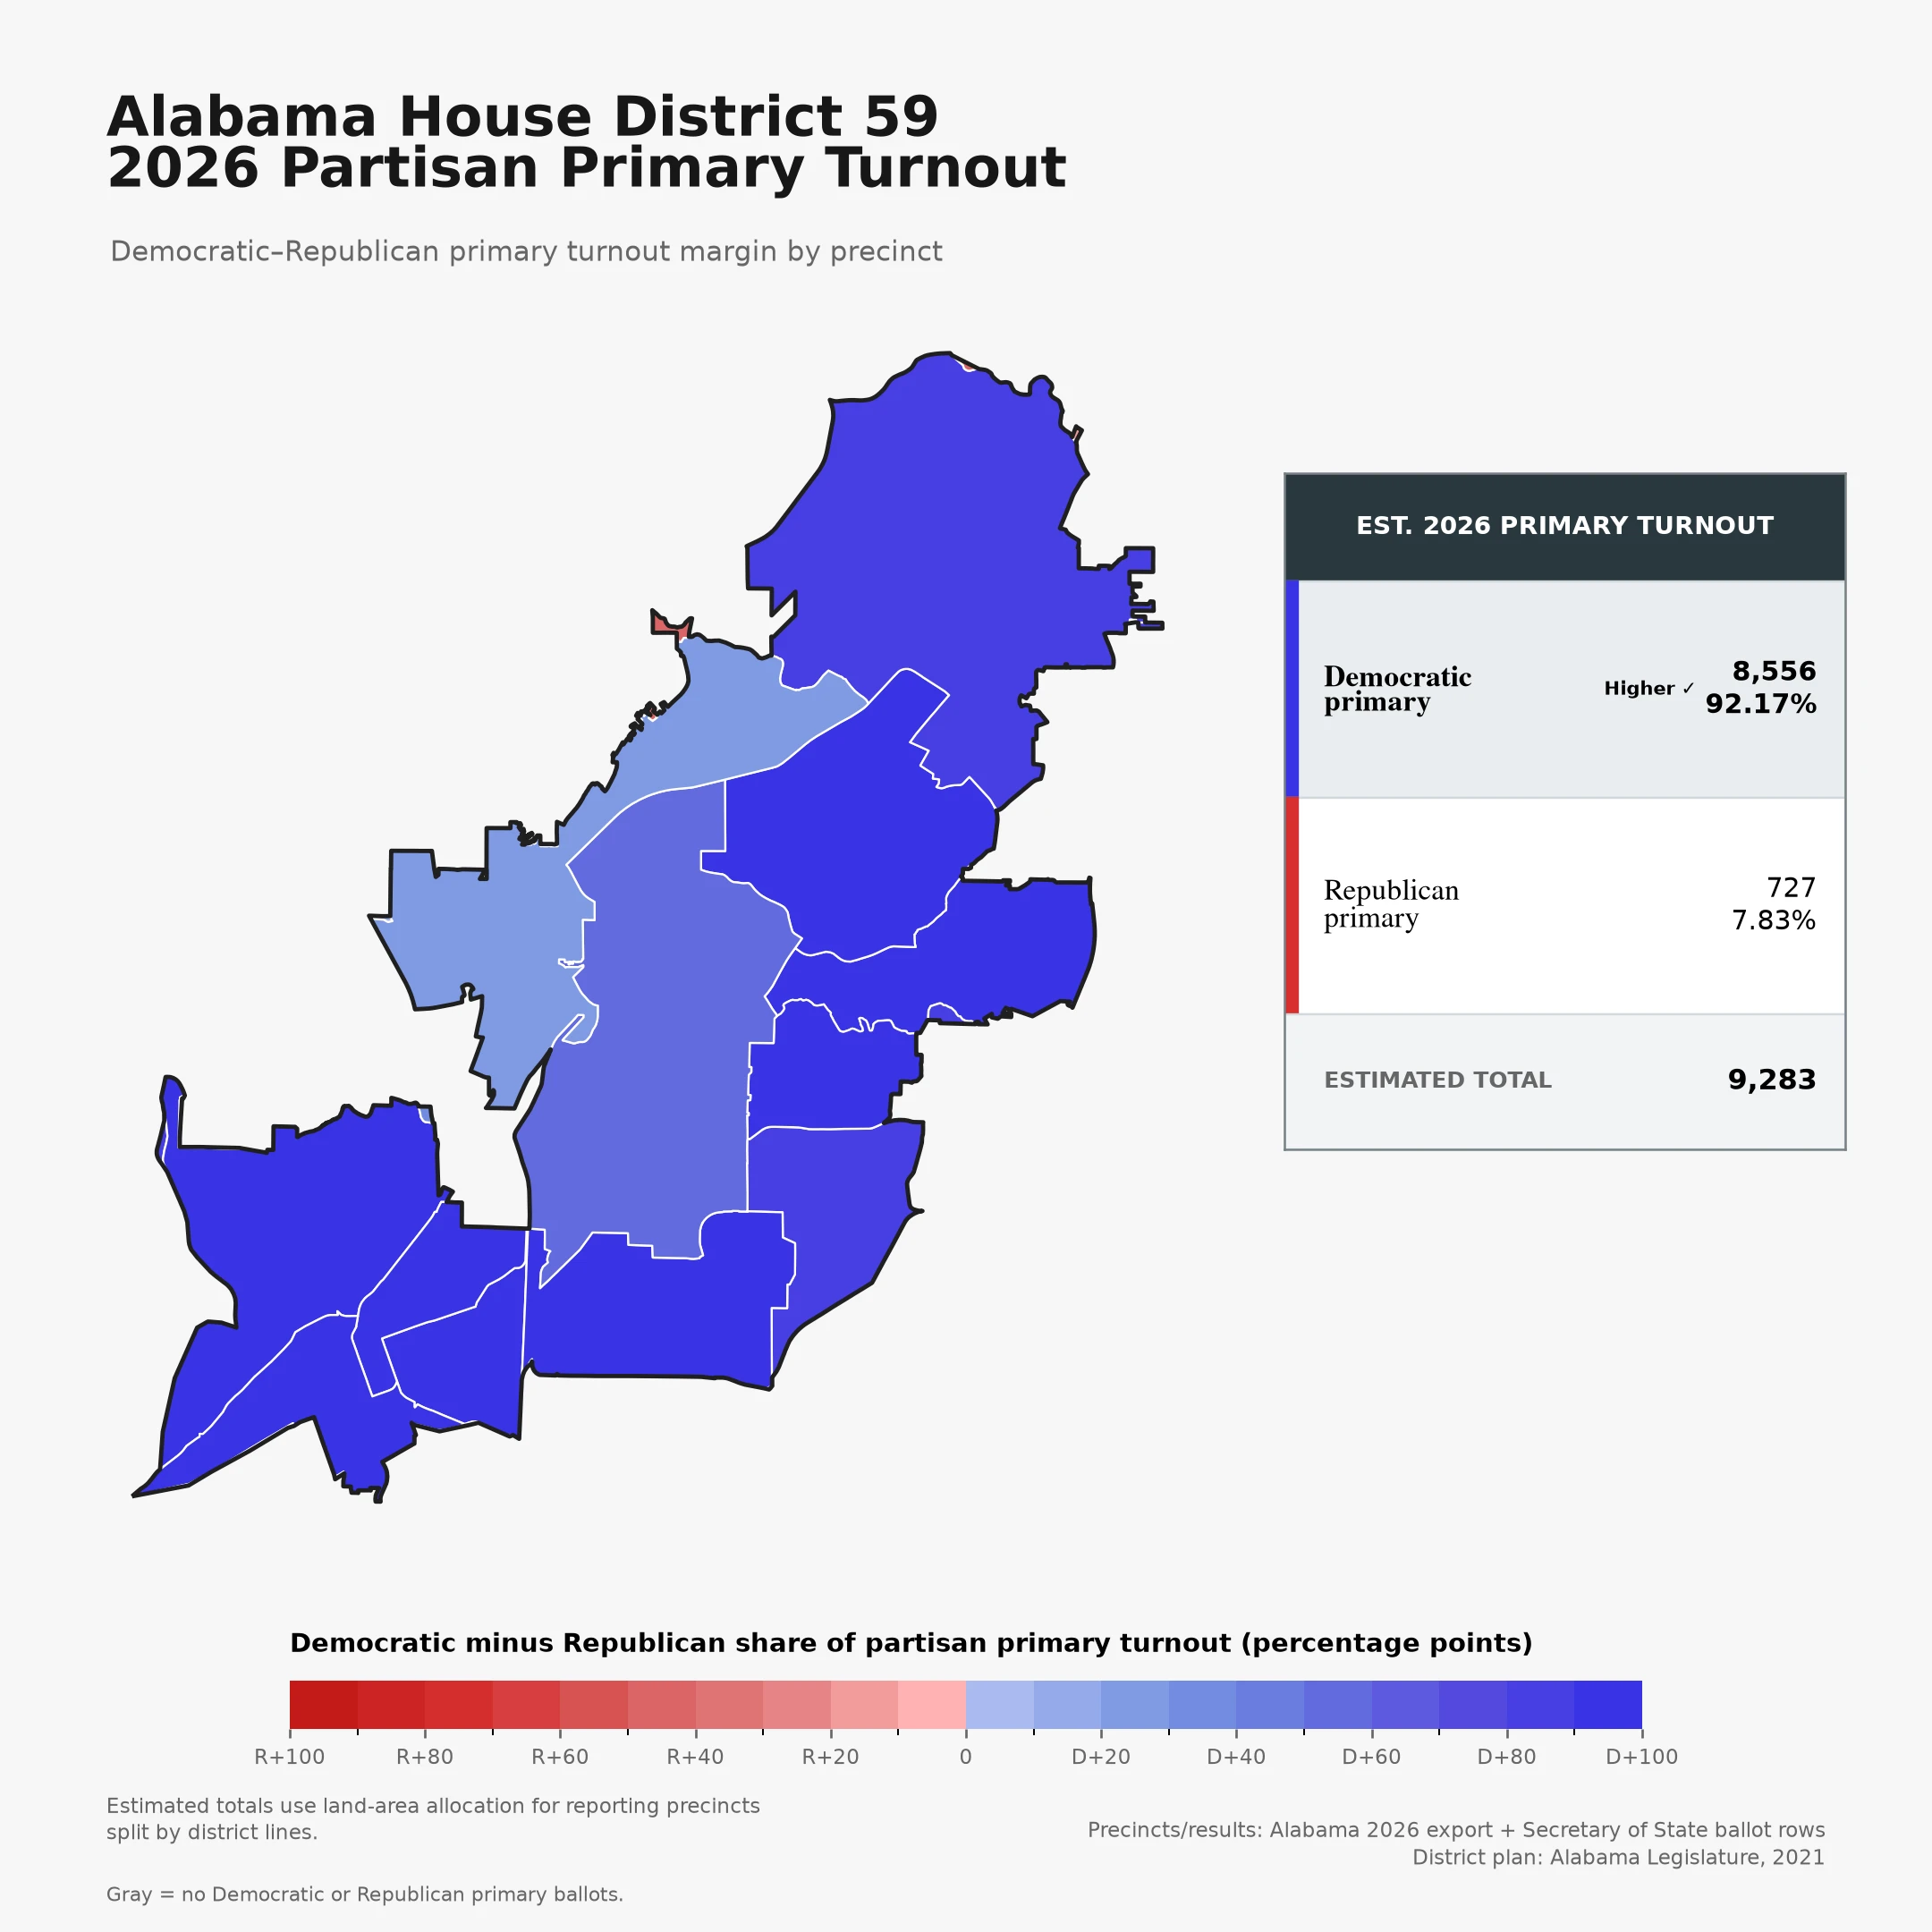 Alabama House District 59
2026 Partisan Primary Turnout
Democratic–Republican primary turnout margin by precinct
EST. 2026 PRIMARY TURNOUT
Democratic
primary
Higher ✓
8,556
92.17%
Republican
primary
727
7.83%
ESTIMATED TOTAL
9,283
Democratic minus Republican share of partisan primary turnout (percentage points)
R+100 R+80 R+60 R+40 R+20 0 D+20 D+40 D+60 D+80 D+100
Estimated totals use land-area allocation for reporting precincts
split by district lines.
Gray = no Democratic or Republican primary ballots.
Precincts/results: Alabama 2026 export + Secretary of State ballot rows
District plan: Alabama Legislature, 2021